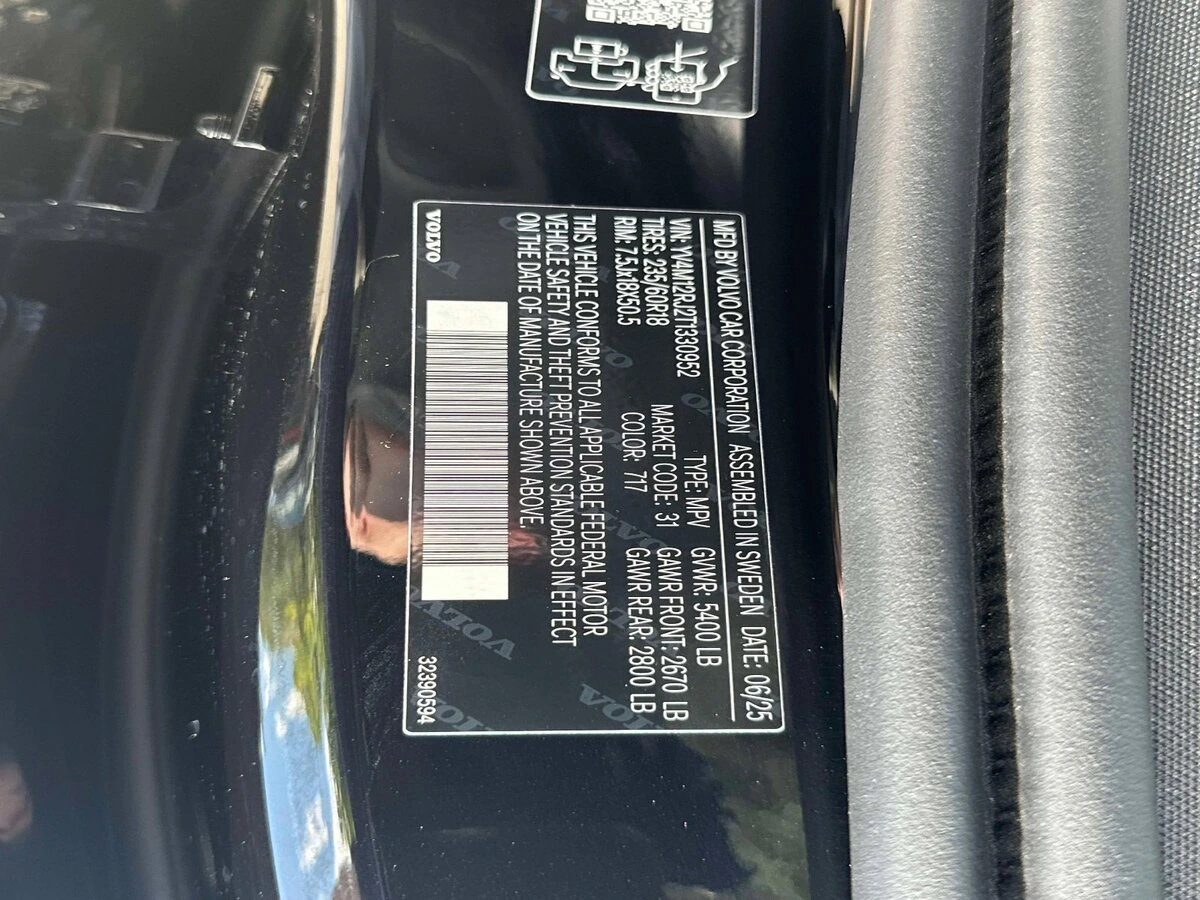 MFD BY VOLVO CAR CORPORATION ASSEMBLED IN SWEDEN DATE: 06/25
VIN: YV4M12RJ2T1330952 TYPE: MPV GVWR: 5400 LB
TIRES: 235/60R18 MARKET CODE: 31 GAWR FRONT: 2670 LB
RIM: 7.5Jx18X50.5 COLOR: 717 GAWR REAR: 2800 LB
THIS VEHICLE CONFORMS TO ALL APPLICABLE FEDERAL MOTOR
VEHICLE SAFETY AND THEFT PREVENTION STANDARDS IN EFFECT
ON THE DATE OF MANUFACTURE SHOWN ABOVE.
VOLVO 32390594